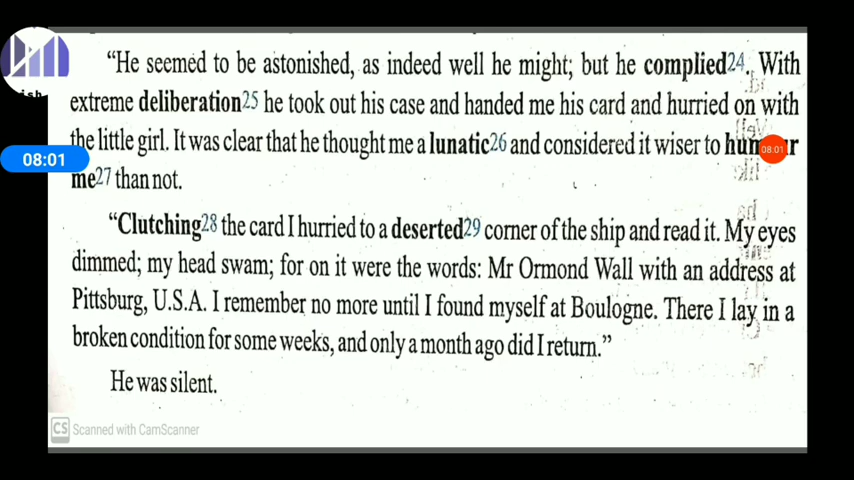 “He seemed to be astonished, as indeed well he might; but he complied24. With
extreme deliberation25 he took out his case and handed me his card and hurried on with
the little girl. It was clear that he thought me a lunatic26 and considered it wiser to
me27 than not.
“Clutching28 the card I hurried to a deserted29 corner of the ship and read it. My eyes
dimmed; my head swam; for on it were the words: Mr Ormond Wall with an address at
Pittsburg, U.S.A. I remember no more until I found myself at Boulogne. There I lay in a
broken condition for some weeks, and only a month ago did I return.”
He was silent.
ish
08:01
08:01
CS Scanned with CamScanner